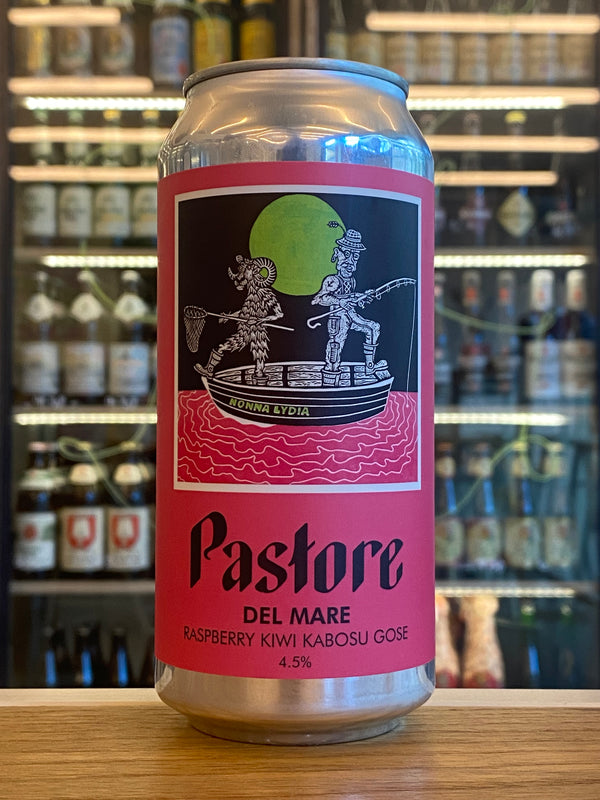 NONNA LYDIA
Pastore
DEL MARE
RASPBERRY KIWI KABOSU GOSE
4.5%